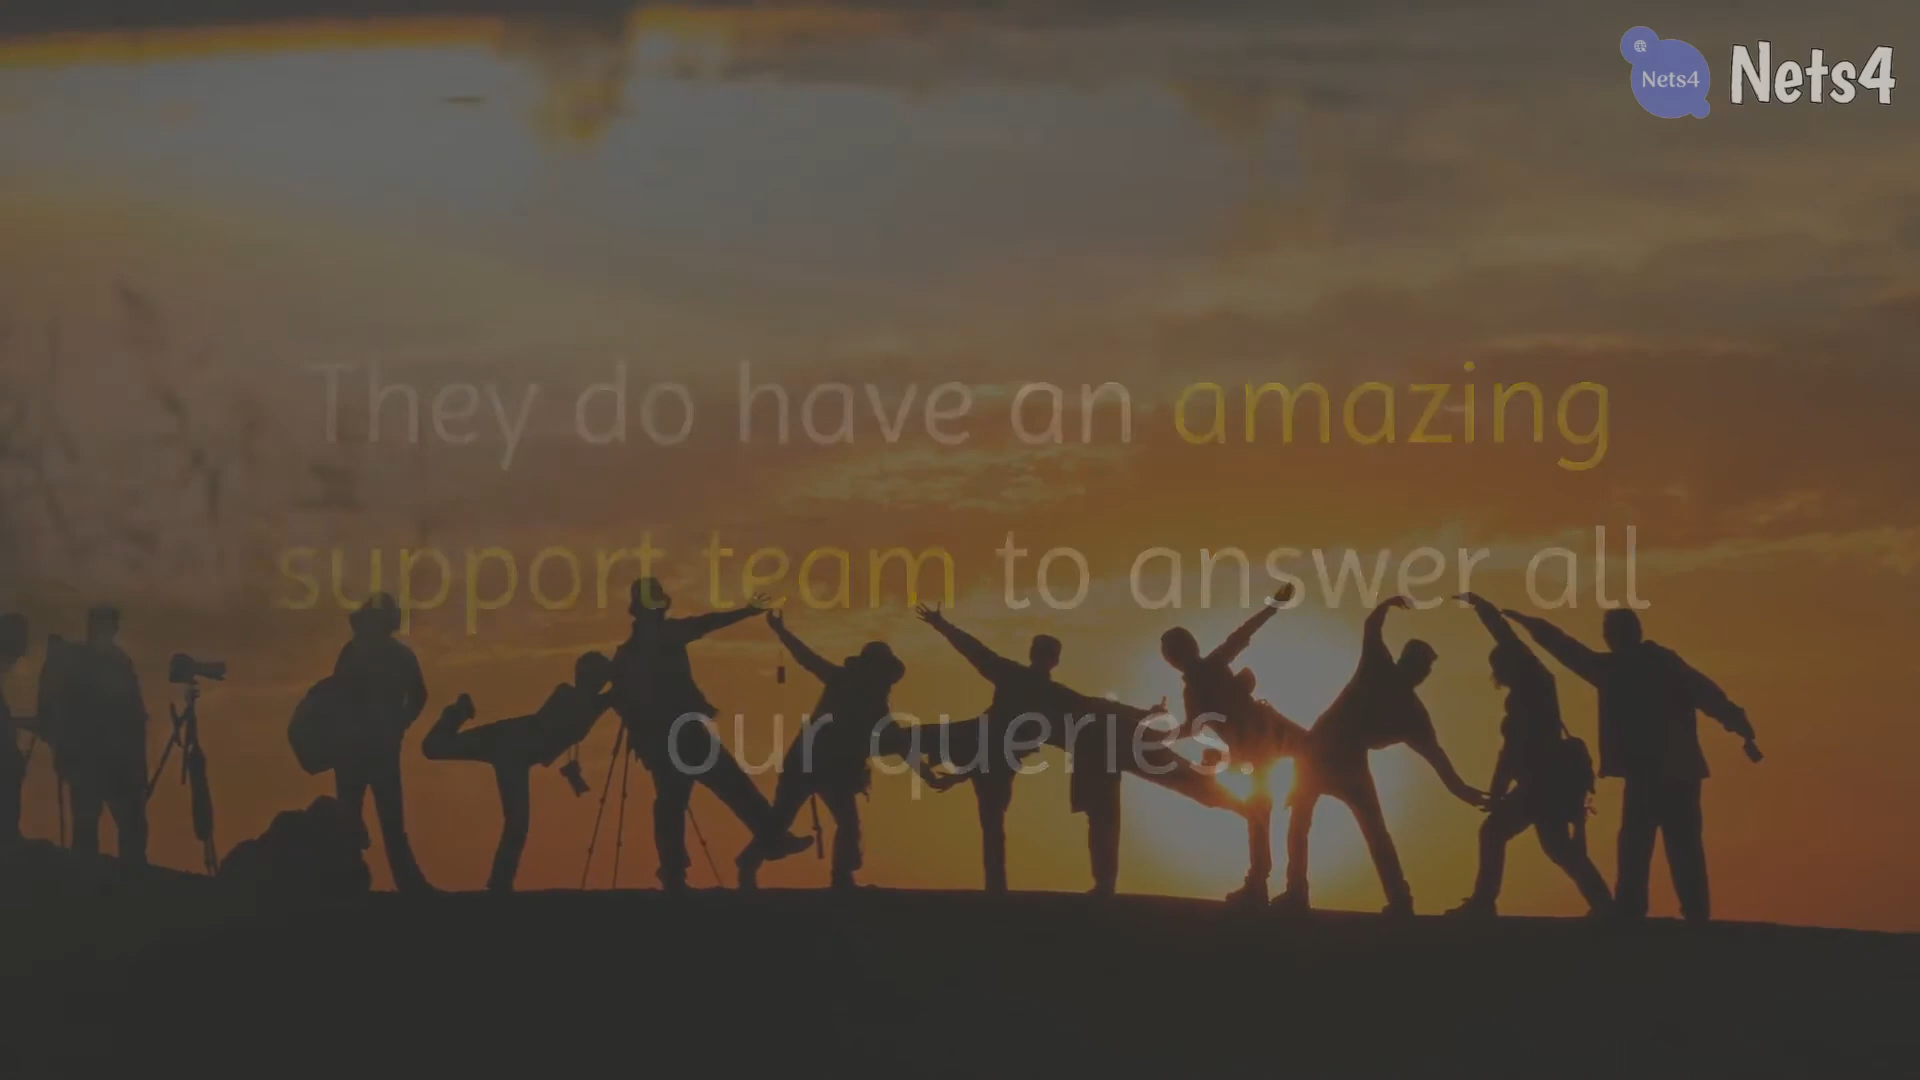 Nets4
Nets4
They do have an amazing
support team to answer all
our queries.